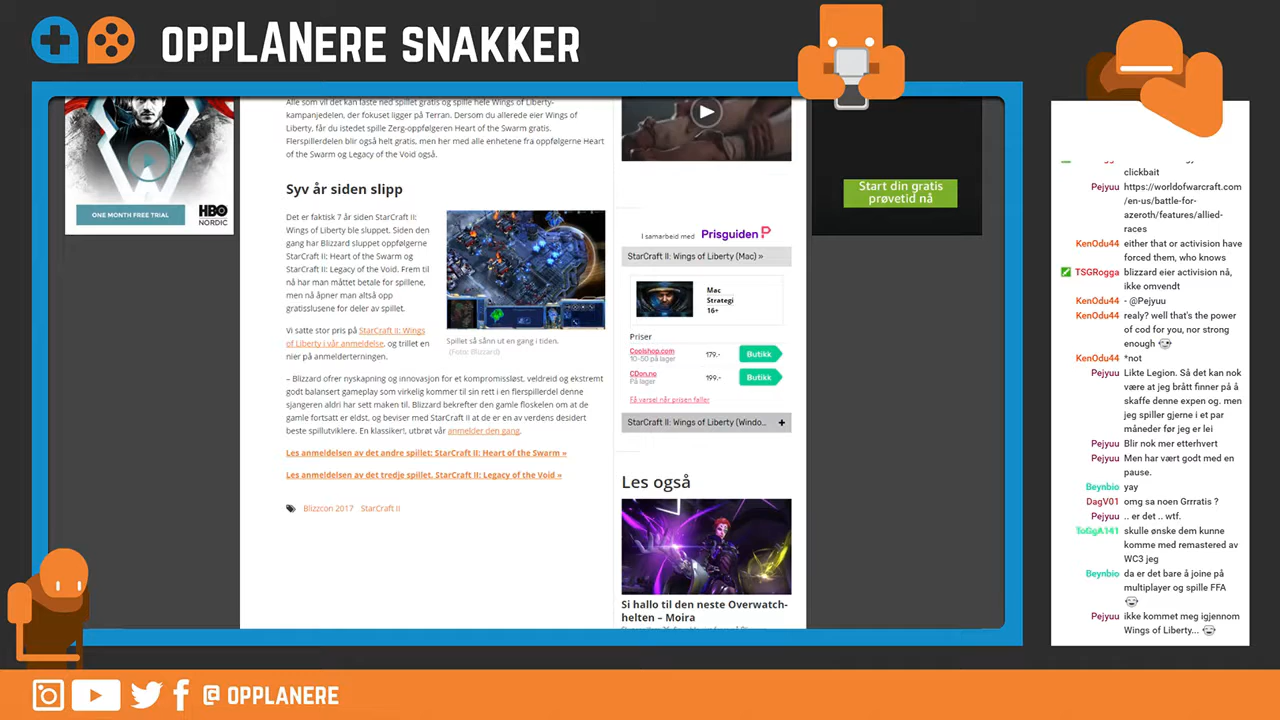 OPPLANERE SNAKKER
ONE MONTH FREE TRIAL
HBO
NORDIC
Alle som vil det kan laste ned spillet gratis og spille hele Wings of Liberty-
kampanjedelen, der fokuset ligger på Terran. Dersom du allerede eier Wings of
Liberty, får du istedet spille Zerg-oppfølgeren Heart of the Swarm gratis.
Flerspillerdelen blir også helt gratis, men her med alle enhetene fra oppfølgerne Heart
of the Swarm og Legacy of the Void også.
Syv år siden slipp
Det er faktisk 7 år siden StarCraft II:
Wings of Liberty ble sluppet. Siden den
gang har Blizzard sluppet oppfølgerne
StarCraft II: Heart of the Swarm og
StarCraft II: Legacy of the Void. Frem til
nå har man måttet betale for spillene,
men nå åpner man altså opp
gratisslusene for deler av spillet.
Spillet så sånn ut en gang i tiden.
(Foto: Blizzard)
Vi satte stor pris på StarCraft II: Wings
of Liberty i vår anmeldelse, og trillet en
nier på anmelderterningen.
– Blizzard ofrer nyskapning og innovasjon for et kompromissløst, veldreid og ekstremt
godt balansert gameplay som virkelig kommer til sin rett i en flerspillerdel denne
sjangeren aldri har sett maken til. Blizzard bekrefter den gamle floskelen om at de
gamle fortsatt er eldst, og beviser med StarCraft II at de er en av verdens desidert
beste spillutviklere. En klassiker!, utbrøt vår anmelder den gang.
Les anmeldelsen av det andre spillet: StarCraft II: Heart of the Swarm »
Les anmeldelsen av det tredje spillet, StarCraft II: Legacy of the Void »
Blizzcon 2017 StarCraft II
I samarbeid med Prisguiden
StarCraft II: Wings of Liberty (Mac) »
Mac
Strategi
16+
Priser
Coolshop.com
10-50 på lager
179.-
Butikk
CDon.no
På lager
199.-
Butikk
Få varsel når prisen faller
StarCraft II: Wings of Liberty (Windo... +
Les også
Si hallo til den neste Overwatch-
helten – Moira
Start din gratis
prøvetid nå
clickbait
Pejyuu https://worldofwarcraft.com
/en-us/battle-for-
azeroth/features/allied-
races
KenOdu44 either that or activision have
forced them, who knows
TSGRogga blizzard eier activison nå,
ikke omvendt
KenOdu44 - @Pejyuu
KenOdu44 realy? well that's the power
of cod for you, nor strong
enough
KenOdu44 *not
Pejyuu Likte Legion. Så det kan nok
være at jeg brått finner på å
skaffe denne expen og. men
jeg spiller gjerne i et par
måneder før jeg er lei
Pejyuu Blir nok mer etterhvert
Pejyuu Men har vært godt med en
pause.
Beynbio yay
DagV01 omg sa noen Grrratis ?
Pejyuu .. er det .. wtf.
ToGgA141 skulle ønske dem kunne
komme med remastered av
WC3 jeg
Beynbio da er det bare å joine på
multiplayer og spille FFA
Pejyuu ikke kommet meg igjennom
Wings of Liberty...
@ OPPLANERE